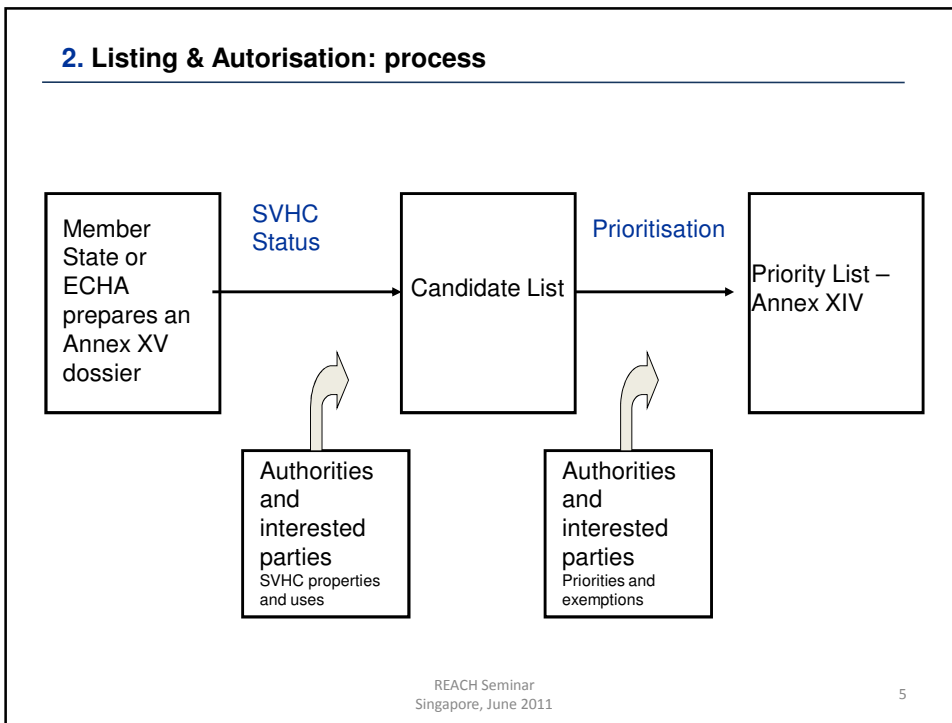 2. Listing & Autorisation: process
Member
State or
ECHA
prepares an
Annex XV
dossier
SVHC
Status
Candidate List
Prioritisation
Priority List –
Annex XIV
Authorities
and
interested
parties
SVHC properties
and uses
Authorities
and
interested
parties
Priorities and
exemptions
REACH Seminar
Singapore, June 2011
5